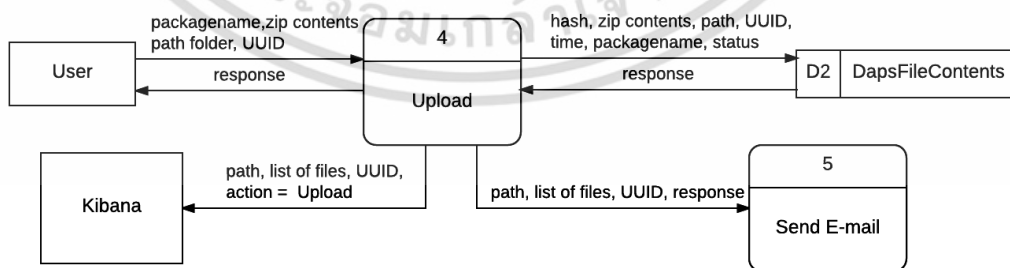 packagename,zip contents
path folder, UUID
User
response
4
Upload
hash, zip contents, path, UUID,
time, packagename, status
response
D2
DapsFileContents
Kibana
path, list of files, UUID,
action = Upload
path, list of files, UUID, response
5
Send E-mail